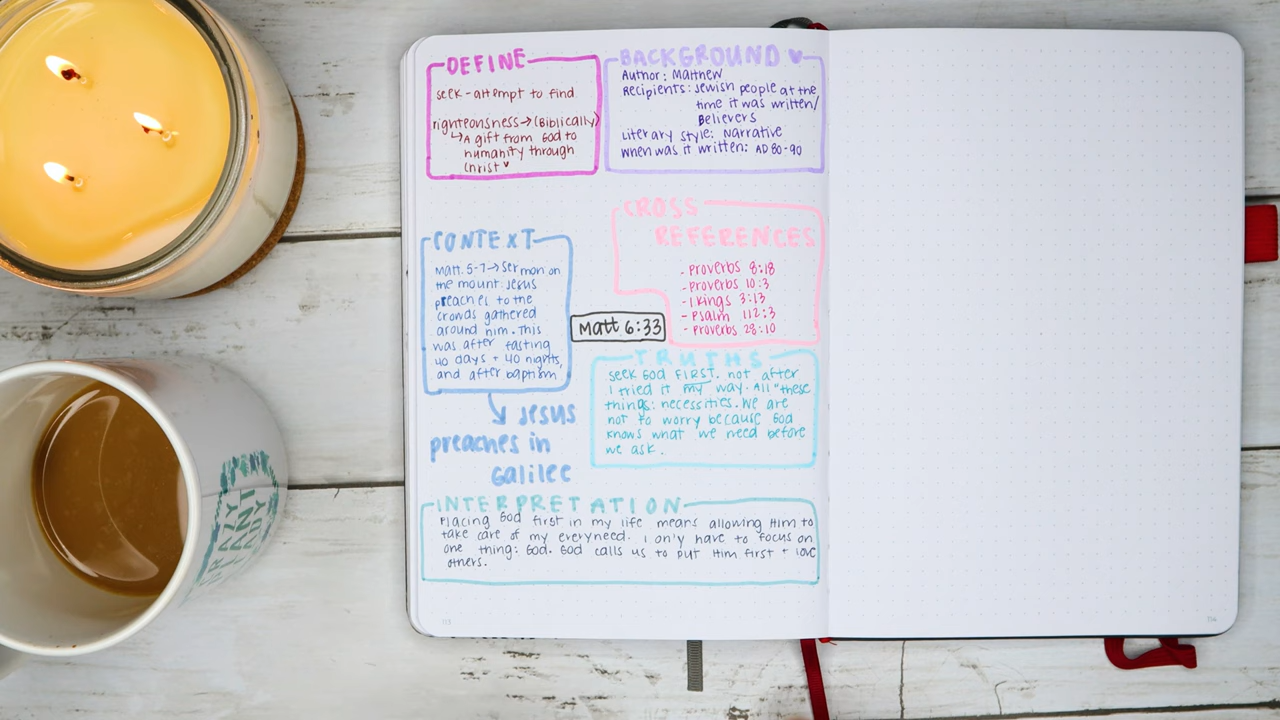 DEFINE
seek - attempt to find
righteousness → (Biblically)
↳ A gift from God to
humanity through
Christ ♥
BACKGROUND ♥
Author: Matthew
Recipients: Jewish people at the
time it was written/
Believers
Literary style: Narrative
When was it written: AD 80-90
CROSS
REFERENCES
- Proverbs 8:18
- Proverbs 10:3
- 1 Kings 3:13
- Psalm 112:3
- Proverbs 28:10
CONTEXT
Matt. 5-7 → Sermon on
the mount. Jesus
preaches to the
crowds gathered
around him. This
was after fasting
40 days + 40 nights,
and after baptism
↘ Jesus
preaches in
Galilee
Matt 6:33
TRUTHS
Seek God FIRST. not after
I tried it my way. All "these
things: necessities. We are
not to worry because God
knows what we need before
we ask.
INTERPRETATION
Placing God first in my life means allowing Him to
take care of my everyneed. I only have to focus on
one thing: God. God calls us to put Him first + love
others.
113
114